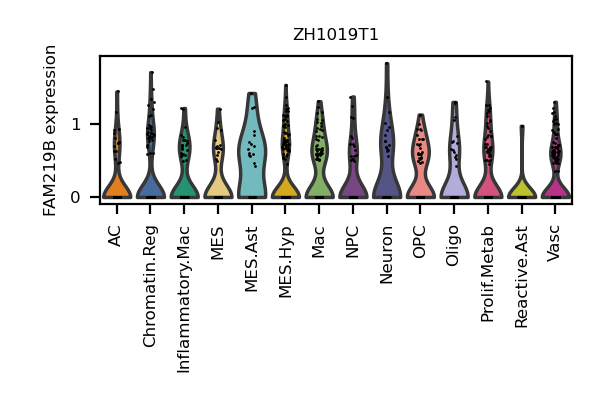 ZH1019T1
FAM219B expression
1
0
AC
Chromatin.Reg
Inflammatory.Mac
MES
MES.Ast
MES.Hyp
Mac
NPC
Neuron
OPC
Oligo
Prolif.Metab
Reactive.Ast
Vasc